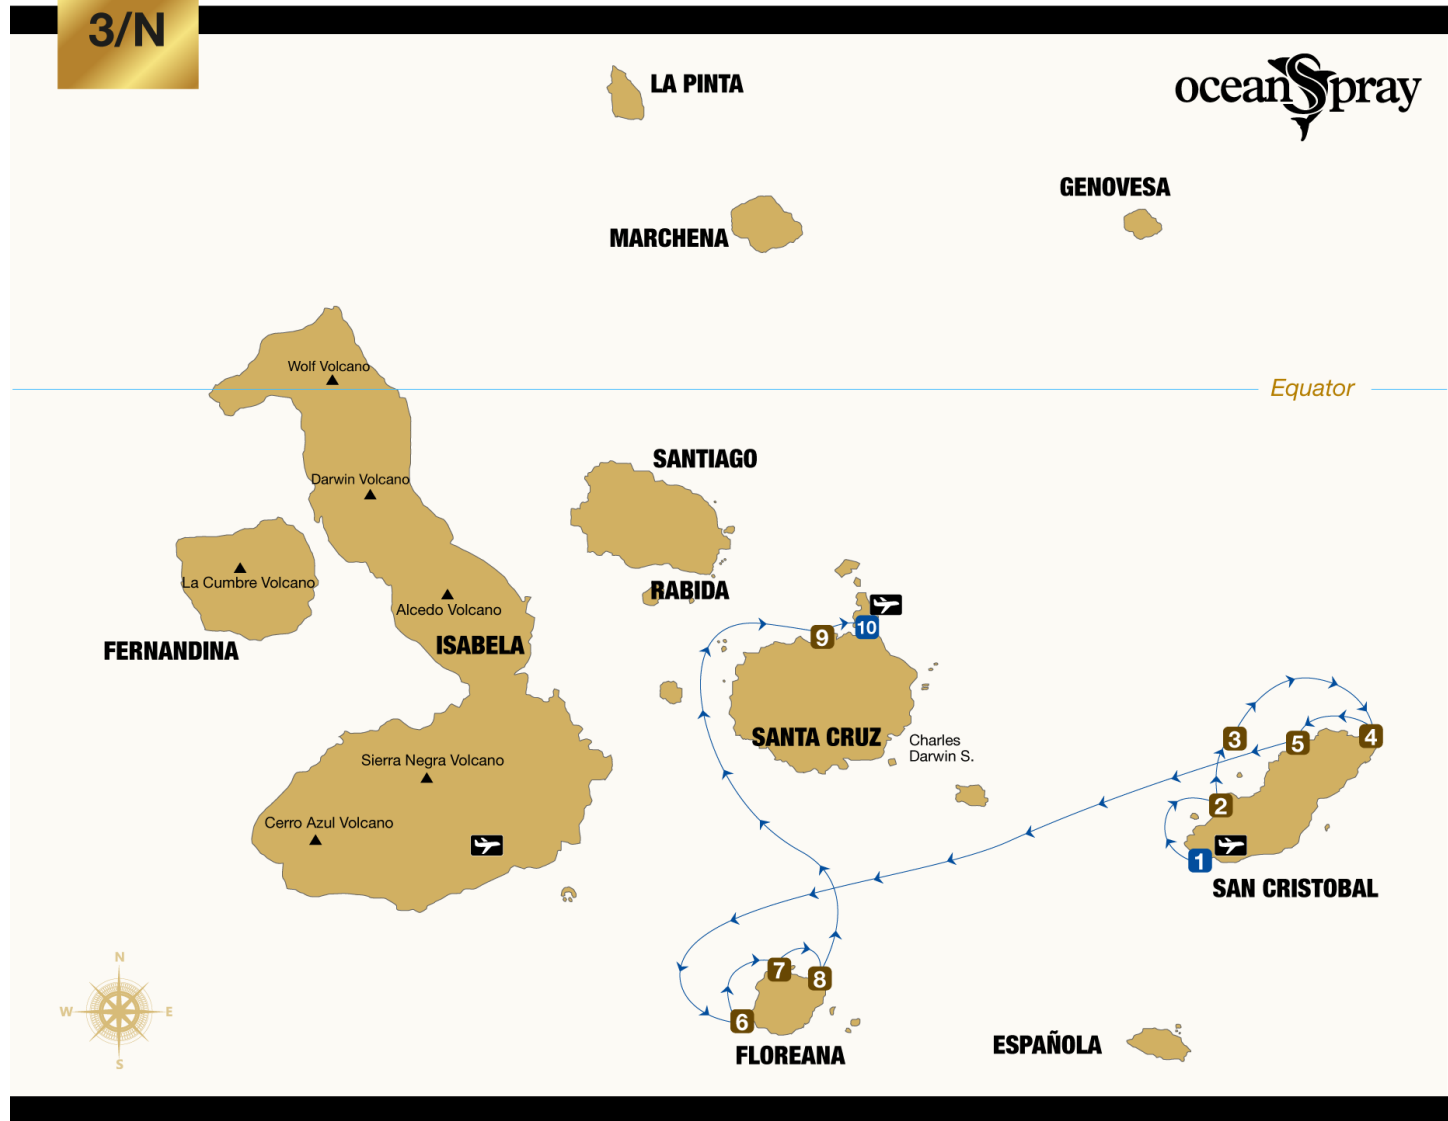 3/N
LA PINTA
oceanSpray
GENOVESA
MARCHENA
Wolf Volcano
Equator
SANTIAGO
Darwin Volcano
La Cumbre Volcano
RABIDA
Alcedo Volcano
10
9
ISABELA
FERNANDINA
SANTA CRUZ
Charles
Darwin S.
3
5
4
Sierra Negra Volcano
2
Cerro Azul Volcano
1
SAN CRISTOBAL
N
W
E
S
7
8
6
FLOREANA
ESPAÑOLA